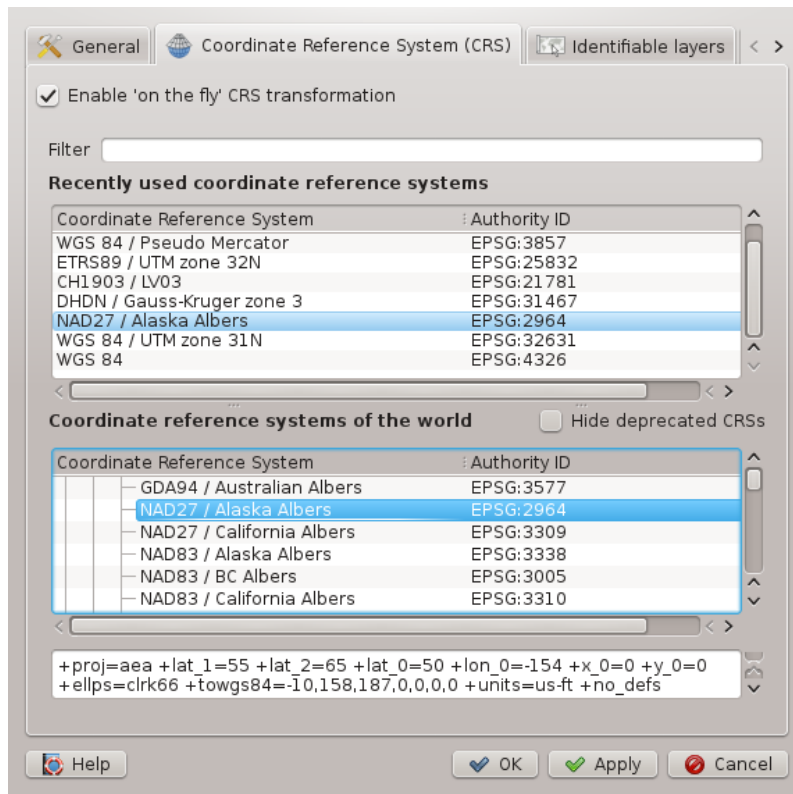 General Coordinate Reference System (CRS) Identifiable layers
Enable 'on the fly' CRS transformation
Filter
Recently used coordinate reference systems
Coordinate Reference System Authority ID
WGS 84 / Pseudo Mercator EPSG:3857
ETRS89 / UTM zone 32N EPSG:25832
CH1903 / LV03 EPSG:21781
DHDN / Gauss-Kruger zone 3 EPSG:31467
NAD27 / Alaska Albers EPSG:2964
WGS 84 / UTM zone 31N EPSG:32631
WGS 84 EPSG:4326
Coordinate reference systems of the world Hide deprecated CRSs
Coordinate Reference System Authority ID
GDA94 / Australian Albers EPSG:3577
NAD27 / Alaska Albers EPSG:2964
NAD27 / California Albers EPSG:3309
NAD83 / Alaska Albers EPSG:3338
NAD83 / BC Albers EPSG:3005
NAD83 / California Albers EPSG:3310
+proj=aea +lat_1=55 +lat_2=65 +lat_0=50 +lon_0=-154 +x_0=0 +y_0=0
+ellps=clrk66 +towgs84=-10,158,187,0,0,0,0 +units=us-ft +no_defs
Help OK Apply Cancel